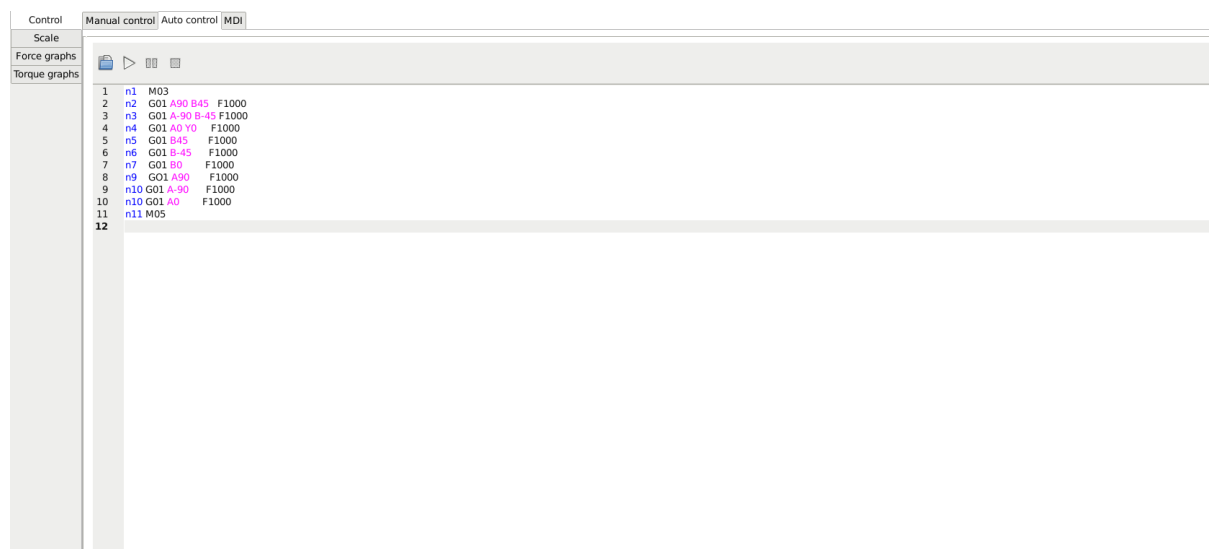 Control
Manual control Auto control MDI
Scale
Force graphs
Torque graphs
1 n1 M03
2 n2 G01 A90 B45 F1000
3 n3 G01 A-90 B-45 F1000
4 n4 G01 A0 Y0 F1000
5 n5 G01 B45 F1000
6 n6 G01 B-45 F1000
7 n7 G01 B0 F1000
8 n9 GO1 A90 F1000
9 n10 G01 A-90 F1000
10 n10 G01 A0 F1000
11 n11 M05
12